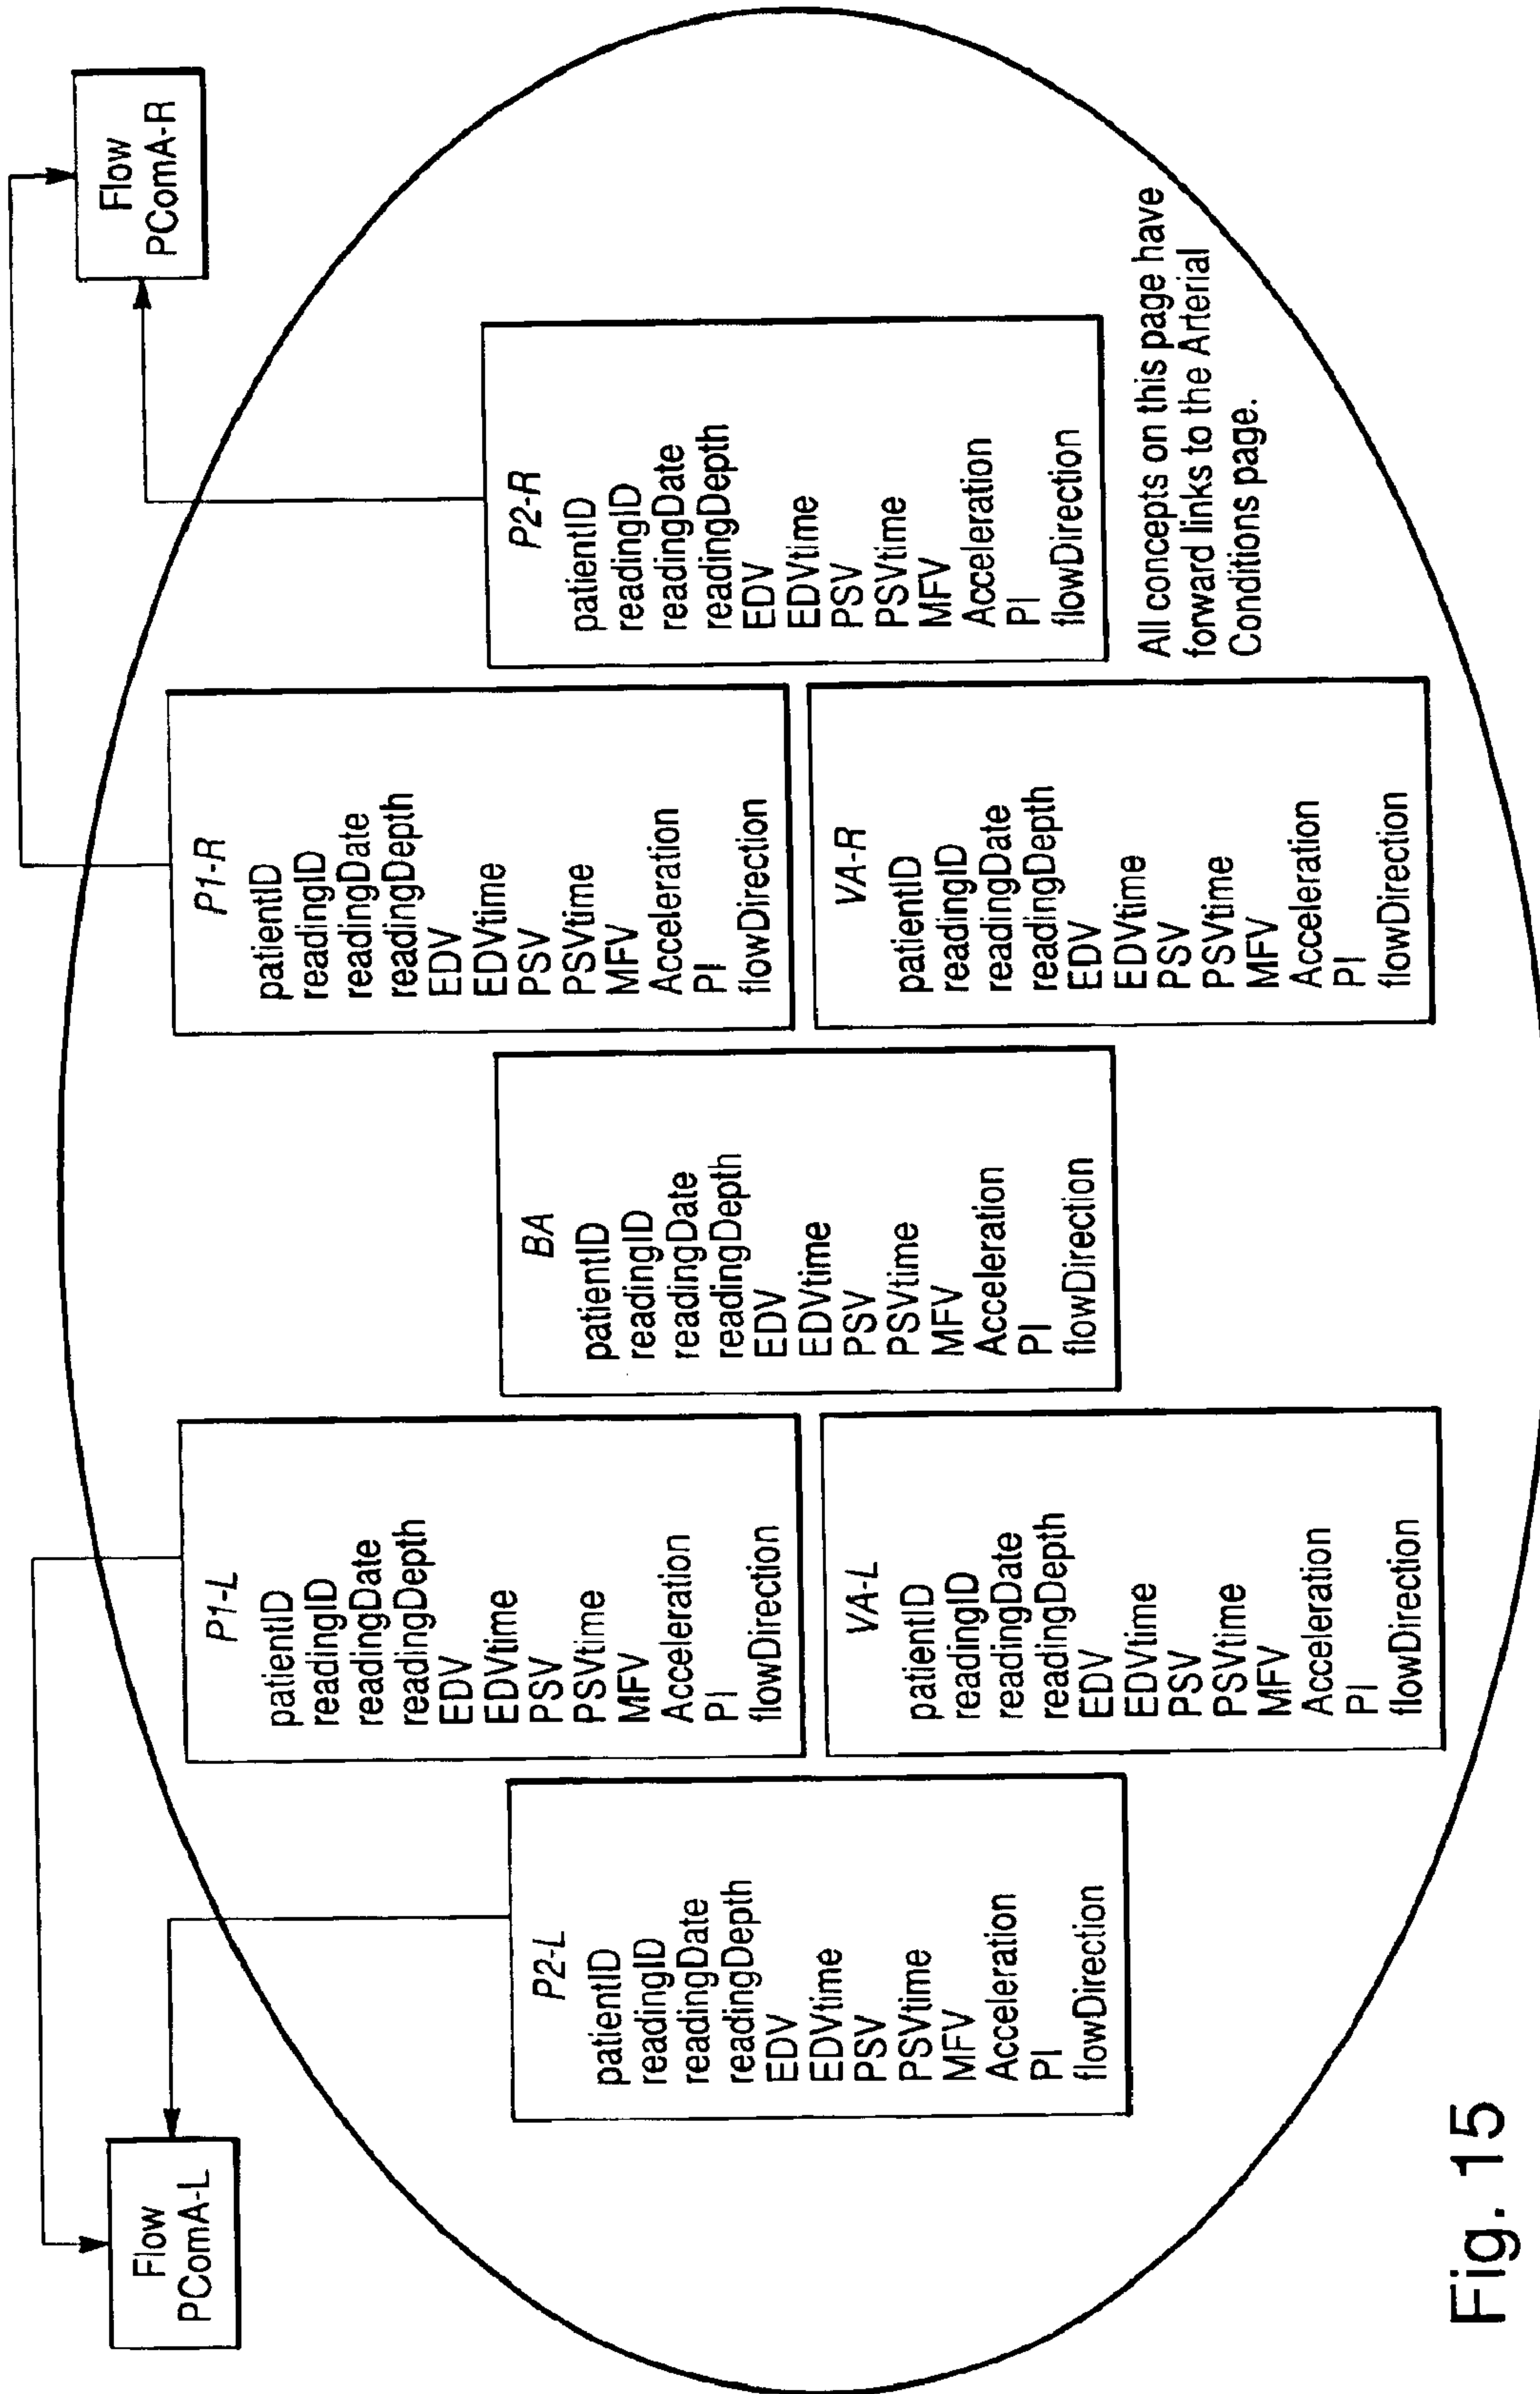 Flow
PComA-L
Flow
PComA-R
P1-L
patientID
readingID
readingDate
readingDepth
EDV
EDVtime
PSV
PSVtime
MFV
Acceleration
PI
flowDirection
P1-R
patientID
readingID
readingDate
readingDepth
EDV
EDVtime
PSV
PSVtime
MFV
Acceleration
PI
flowDirection
P2-L
patientID
readingID
readingDate
readingDepth
EDV
EDVtime
PSV
PSVtime
MFV
Acceleration
PI
flowDirection
BA
patientID
readingID
readingDate
readingDepth
EDV
EDVtime
PSV
PSVtime
MFV
Acceleration
PI
flowDirection
P2-R
patientID
readingID
readingDate
readingDepth
EDV
EDVtime
PSV
PSVtime
MFV
Acceleration
PI
flowDirection
VA-L
patientID
readingID
readingDate
readingDepth
EDV
EDVtime
PSV
PSVtime
MFV
Acceleration
PI
flowDirection
VA-R
patientID
readingID
readingDate
readingDepth
EDV
EDVtime
PSV
PSVtime
MFV
Acceleration
PI
flowDirection
All concepts on this page have
forward links to the Arterial
Conditions page.
Fig. 15